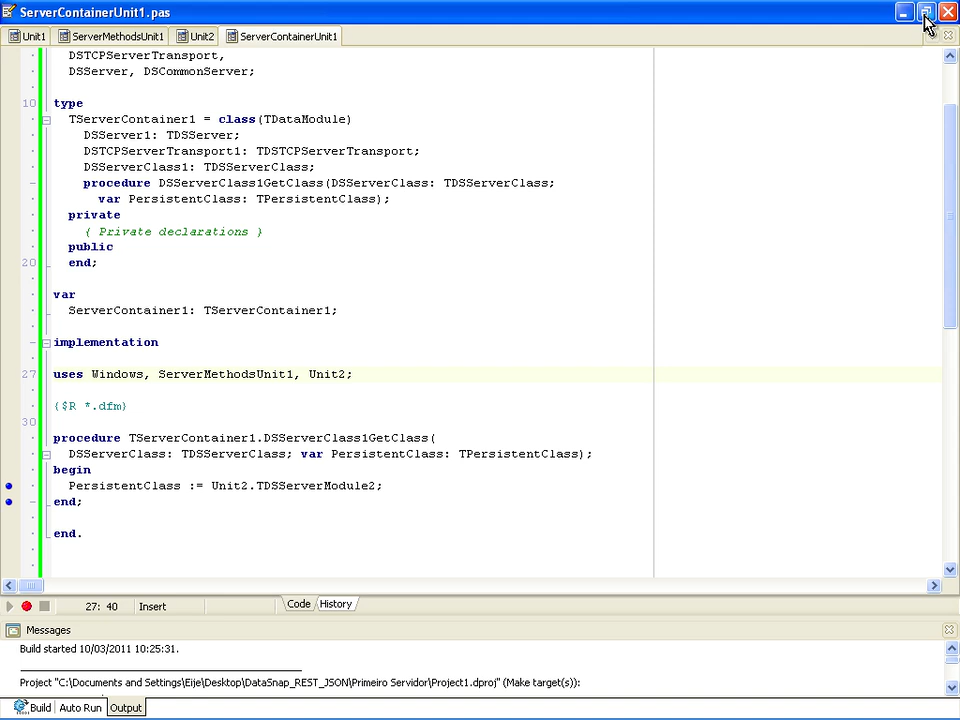 ServerContainerUnit1.pas
Unit1 ServerMethodsUnit1 Unit2 ServerContainerUnit1
DSTCPServerTransport,
DSServer, DSCommonServer;
10 type
TServerContainer1 = class(TDataModule)
DSServer1: TDSServer;
DSTCPServerTransport1: TDSTCPServerTransport;
DSServerClass1: TDSServerClass;
procedure DSServerClass1GetClass(DSServerClass: TDSServerClass;
var PersistentClass: TPersistentClass);
private
{ Private declarations }
public
20 end;
var
ServerContainer1: TServerContainer1;
implementation
27 uses Windows, ServerMethodsUnit1, Unit2;
{$R *.dfm}
30
procedure TServerContainer1.DSServerClass1GetClass(
DSServerClass: TDSServerClass; var PersistentClass: TPersistentClass);
begin
PersistentClass := Unit2.TDSServerModule2;
end;
end.
27: 40 Insert Code History
Messages
Build started 10/03/2011 10:25:31.
Project "C:\Documents and Settings\Eije\Desktop\DataSnap_REST_JSON\Primeiro Servidor\Project1.dproj" (Make target(s)):
Build Auto Run Output